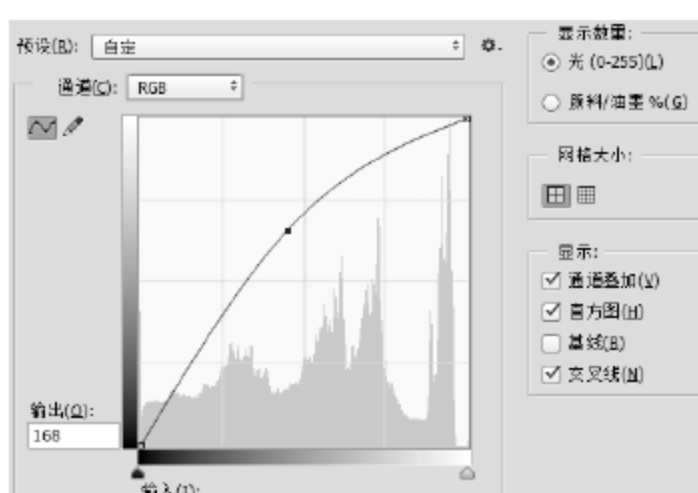 显示数量:
预设(R): 自定
光 (0-255)(L)
通道(C): RGB
颜料/油墨 %(G)
网格大小:
显示:
通道叠加(V)
直方图(H)
基线(B)
交叉线(N)
输出(O):
168
输入(I):